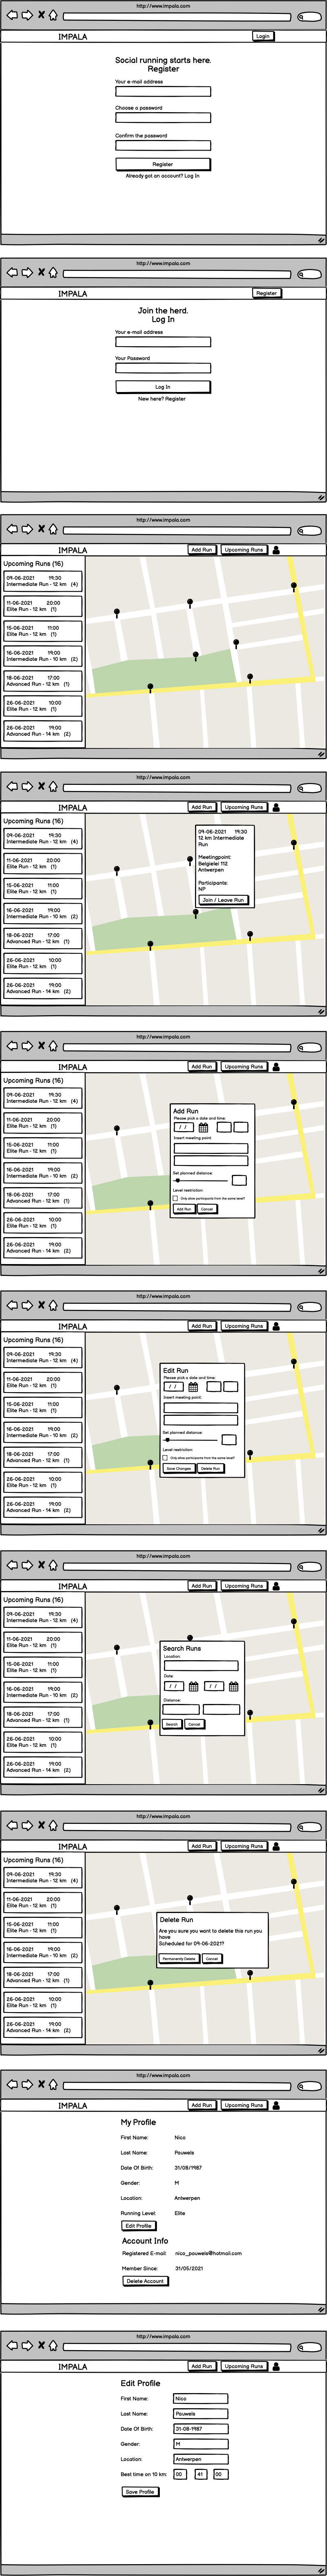 http://www.impala.com
IMPALA
Login
Social running starts here.
Register
Your e-mail address
Choose a password
Confirm the password
Register
Already got an account? Log In
http://www.impala.com
IMPALA
Register
Join the herd.
Log In
Your e-mail address
Your Password
Log In
New here? Register
http://www.impala.com
IMPALA
Add Run
Upcoming Runs
Upcoming Runs (16)
09-06-2021 19:30
Intermediate Run - 12 km (4)
11-06-2021 20:00
Elite Run - 12 km (1)
15-06-2021 11:00
Elite Run - 12 km (1)
16-06-2021 19:00
Intermediate Run - 10 km (2)
18-06-2021 17:00
Advanced Run - 12 km (1)
26-06-2021 10:00
Elite Run - 12 km (1)
26-06-2021 19:00
Advanced Run - 14 km (2)
http://www.impala.com
IMPALA
Add Run
Upcoming Runs
Upcoming Runs (16)
09-06-2021 19:30
Intermediate Run - 12 km (4)
11-06-2021 20:00
Elite Run - 12 km (1)
15-06-2021 11:00
Elite Run - 12 km (1)
16-06-2021 19:00
Intermediate Run - 10 km (2)
18-06-2021 17:00
Advanced Run - 12 km (1)
26-06-2021 10:00
Elite Run - 12 km (1)
26-06-2021 19:00
Advanced Run - 14 km (2)
09-06-2021 19:30
12 km Intermediate
Run
Meetingpoint:
Belgielei 112
Antwerpen
Participants:
NP
Join / Leave Run
http://www.impala.com
IMPALA
Add Run
Upcoming Runs
Upcoming Runs (16)
09-06-2021 19:30
Intermediate Run - 12 km (4)
11-06-2021 20:00
Elite Run - 12 km (1)
15-06-2021 11:00
Elite Run - 12 km (1)
16-06-2021 19:00
Intermediate Run - 10 km (2)
18-06-2021 17:00
Advanced Run - 12 km (1)
26-06-2021 10:00
Elite Run - 12 km (1)
26-06-2021 19:00
Advanced Run - 14 km (2)
Add Run
Please pick a date and time:
/ /
Insert meeting point:
Set planned distance:
Level restriction:
Only allow participants from the same level?
Add Run
Cancel
http://www.impala.com
IMPALA
Add Run
Upcoming Runs
Upcoming Runs (16)
09-06-2021 19:30
Intermediate Run - 12 km (4)
11-06-2021 20:00
Elite Run - 12 km (1)
15-06-2021 11:00
Elite Run - 12 km (1)
16-06-2021 19:00
Intermediate Run - 10 km (2)
18-06-2021 17:00
Advanced Run - 12 km (1)
26-06-2021 10:00
Elite Run - 12 km (1)
26-06-2021 19:00
Advanced Run - 14 km (2)
Edit Run
Please pick a date and time:
/ /
Insert meeting point:
Set planned distance:
Level restriction:
Only allow participants from the same level?
Save Changes
Delete Run
http://www.impala.com
IMPALA
Add Run
Upcoming Runs
Upcoming Runs (16)
09-06-2021 19:30
Intermediate Run - 12 km (4)
11-06-2021 20:00
Elite Run - 12 km (1)
15-06-2021 11:00
Elite Run - 12 km (1)
16-06-2021 19:00
Intermediate Run - 10 km (2)
18-06-2021 17:00
Advanced Run - 12 km (1)
26-06-2021 10:00
Elite Run - 12 km (1)
26-06-2021 19:00
Advanced Run - 14 km (2)
Search Runs
Location:
Date:
/ / / /
Distance:
Search
Cancel
http://www.impala.com
IMPALA
Add Run
Upcoming Runs
Upcoming Runs (16)
09-06-2021 19:30
Intermediate Run - 12 km (4)
11-06-2021 20:00
Elite Run - 12 km (1)
15-06-2021 11:00
Elite Run - 12 km (1)
16-06-2021 19:00
Intermediate Run - 10 km (2)
18-06-2021 17:00
Advanced Run - 12 km (1)
26-06-2021 10:00
Elite Run - 12 km (1)
26-06-2021 19:00
Advanced Run - 14 km (2)
Delete Run
Are you sure you want to delete this run you
have
Scheduled for 09-06-2021?
Permanently Delete
Cancel
http://www.impala.com
IMPALA
Add Run
Upcoming Runs
My Profile
First Name: Nico
Last Name: Pauwels
Date Of Birth: 31/08/1987
Gender: M
Location: Antwerpen
Running Level: Elite
Edit Profile
Account Info
Registered E-mail: nico_pauwels@hotmail.com
Member Since: 31/05/2021
Delete Account
http://www.impala.com
IMPALA
Add Run
Upcoming Runs
Edit Profile
First Name: Nico
Last Name: Pauwels
Date Of Birth: 31-08-1987
Gender: M
Location: Antwerpen
Best time on 10 km: 00 41 00
Save Profile